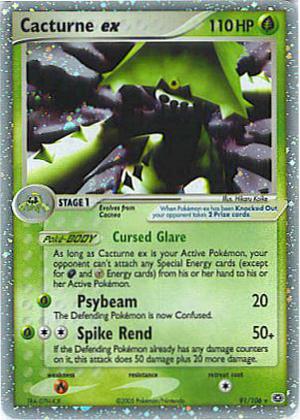 Cacturne ex 110 HP
Illus. Hikaru Koike
STAGE 1
Evolves from
Cacnea
When Pokémon-ex has been Knocked Out
your opponent takes 2 Prize cards.
Poké-BODY Cursed Glare
As long as Cacturne ex is your Active Pokémon, your
opponent can't attach any Special Energy cards (except
for and Energy cards) from his or her hand to his or
her Active Pokémon.
Psybeam 20
The Defending Pokémon is now Confused.
Spike Rend 50+
If the Defending Pokémon already has any damage counters
on it, this attack does 50 damage plus 20 more damage.
weakness resistance retreat cost
©2005 Pokémon/Nintendo 91/106